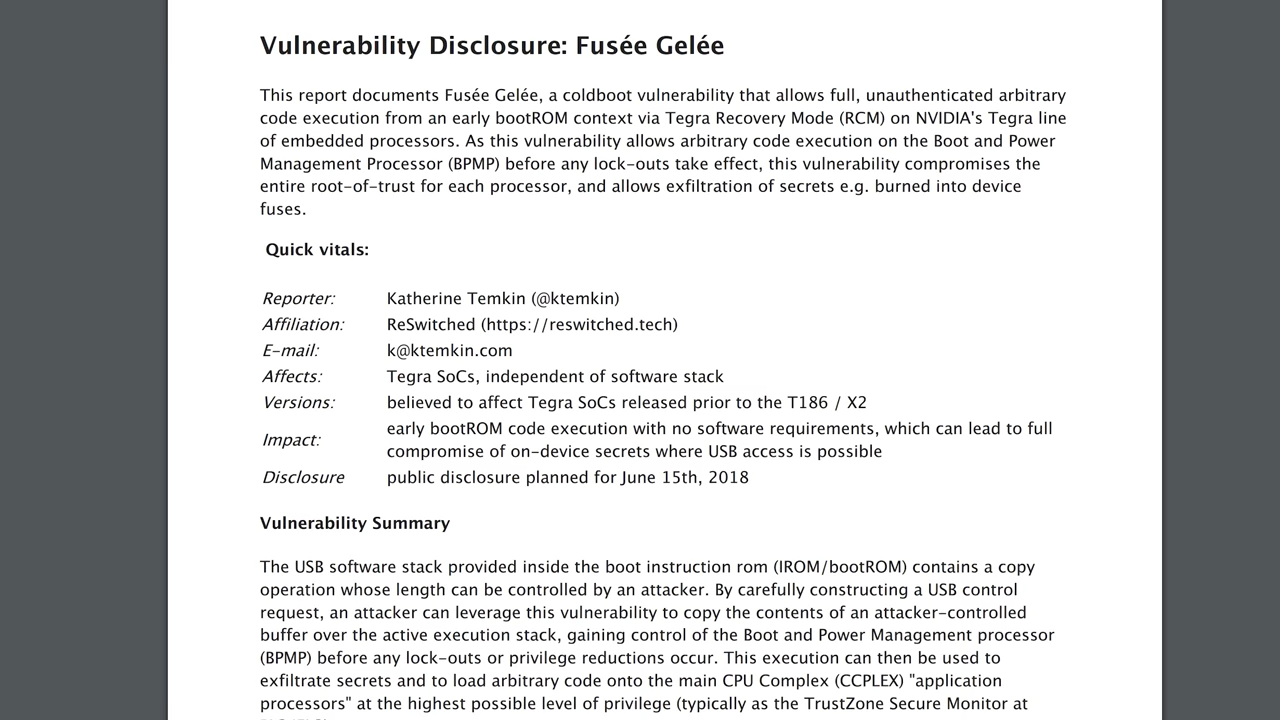 Vulnerability Disclosure: Fusée Gelée
This report documents Fusée Gelée, a coldboot vulnerability that allows full, unauthenticated arbitrary
code execution from an early bootROM context via Tegra Recovery Mode (RCM) on NVIDIA's Tegra line
of embedded processors. As this vulnerability allows arbitrary code execution on the Boot and Power
Management Processor (BPMP) before any lock-outs take effect, this vulnerability compromises the
entire root-of-trust for each processor, and allows exfiltration of secrets e.g. burned into device
fuses.
Quick vitals:
Reporter: Katherine Temkin (@ktemkin)
Affiliation: ReSwitched (https://reswitched.tech)
E-mail: k@ktemkin.com
Affects: Tegra SoCs, independent of software stack
Versions: believed to affect Tegra SoCs released prior to the T186 / X2
Impact: early bootROM code execution with no software requirements, which can lead to full
compromise of on-device secrets where USB access is possible
Disclosure public disclosure planned for June 15th, 2018
Vulnerability Summary
The USB software stack provided inside the boot instruction rom (IROM/bootROM) contains a copy
operation whose length can be controlled by an attacker. By carefully constructing a USB control
request, an attacker can leverage this vulnerability to copy the contents of an attacker-controlled
buffer over the active execution stack, gaining control of the Boot and Power Management processor
(BPMP) before any lock-outs or privilege reductions occur. This execution can then be used to
exfiltrate secrets and to load arbitrary code onto the main CPU Complex (CCPLEX) "application
processors" at the highest possible level of privilege (typically as the TrustZone Secure Monitor at